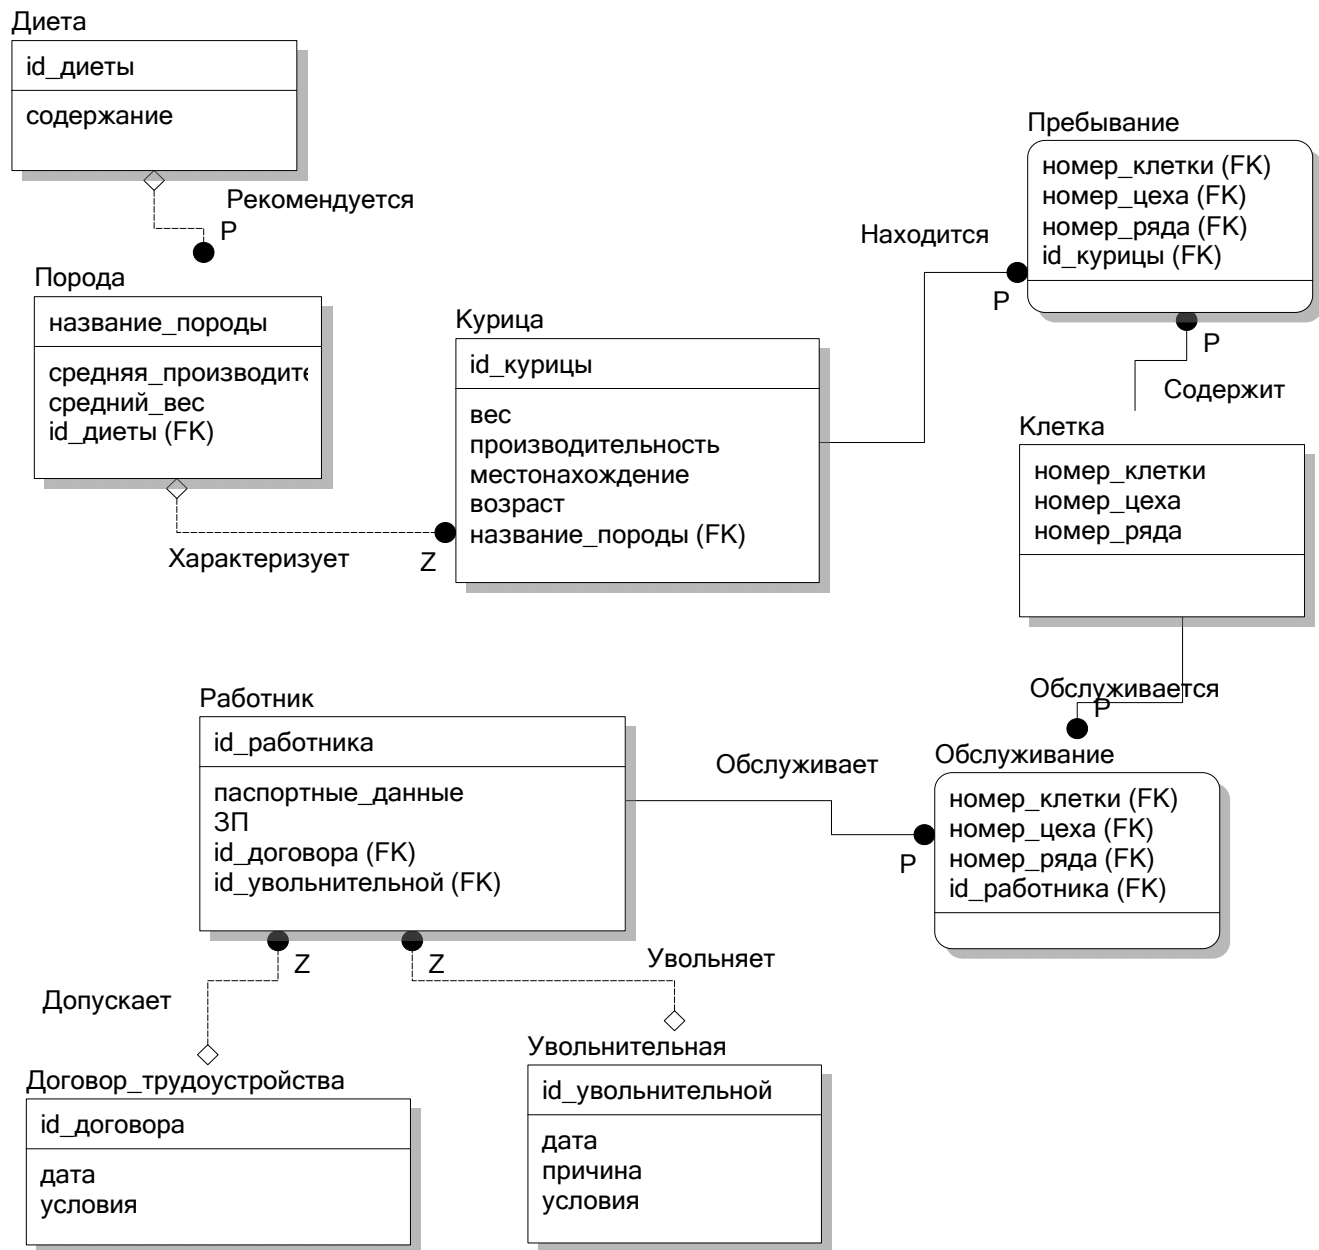 Диета
id_диеты
содержание
Рекомендуется
P
Порода
название_породы
средняя_производите
средний_вес
id_диеты (FK)
Характеризует
Z
Курица
id_курицы
вес
производительность
местонахождение
возраст
название_породы (FK)
Находится
P
Пребывание
номер_клетки (FK)
номер_цеха (FK)
номер_ряда (FK)
id_курицы (FK)
P
Содержит
Клетка
номер_клетки
номер_цеха
номер_ряда
Обслуживается
P
Работник
id_работника
паспортные_данные
ЗП
id_договора (FK)
id_увольнительной (FK)
Обслуживает
P
Обслуживание
номер_клетки (FK)
номер_цеха (FK)
номер_ряда (FK)
id_работника (FK)
Z
Z
Допускает
Увольняет
Договор_трудоустройства
id_договора
дата
условия
Увольнительная
id_увольнительной
дата
причина
условия